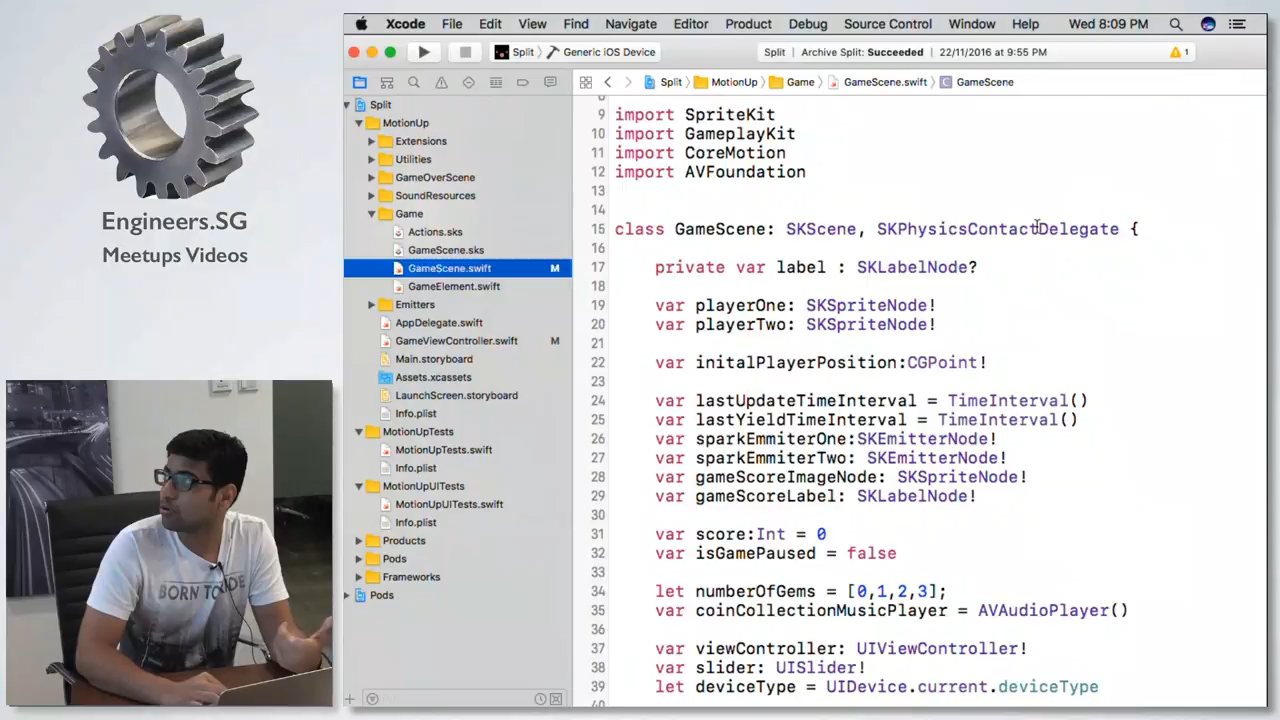 Engineers.SG
Meetups Videos
Xcode File Edit View Find Navigate Editor Product Debug Source Control Window Help Wed 8:09 PM
Split Generic iOS Device Split Archive Split: Succeeded 22/11/2016 at 9:55 PM 1
Split MotionUp Game GameScene.swift C GameScene
Split
MotionUp
Extensions
Utilities
GameOverScene
SoundResources
Game
Actions.sks
GameScene.sks
GameScene.swift M
GameElement.swift
Emitters
AppDelegate.swift
GameViewController.swift M
Main.storyboard
Assets.xcassets
LaunchScreen.storyboard
Info.plist
MotionUpTests
MotionUpTests.swift
Info.plist
MotionUpUITests
MotionUpUITests.swift
Info.plist
Products
Pods
Frameworks
Pods
9 import SpriteKit
10 import GameplayKit
11 import CoreMotion
12 import AVFoundation
13
14
15 class GameScene: SKScene, SKPhysicsContactDelegate {
16
17 private var label : SKLabelNode?
18
19 var playerOne: SKSpriteNode!
20 var playerTwo: SKSpriteNode!
21
22 var initalPlayerPosition:CGPoint!
23
24 var lastUpdateTimeInterval = TimeInterval()
25 var lastYieldTimeInterval = TimeInterval()
26 var sparkEmmiterOne:SKEmitterNode!
27 var sparkEmmiterTwo: SKEmitterNode!
28 var gameScoreImageNode: SKSpriteNode!
29 var gameScoreLabel: SKLabelNode!
30
31 var score:Int = 0
32 var isGamePaused = false
33
34 let numberOfGems = [0,1,2,3];
35 var coinCollectionMusicPlayer = AVAudioPlayer()
36
37 var viewController: UIViewController!
38 var slider: UISlider!
39 let deviceType = UIDevice.current.deviceType